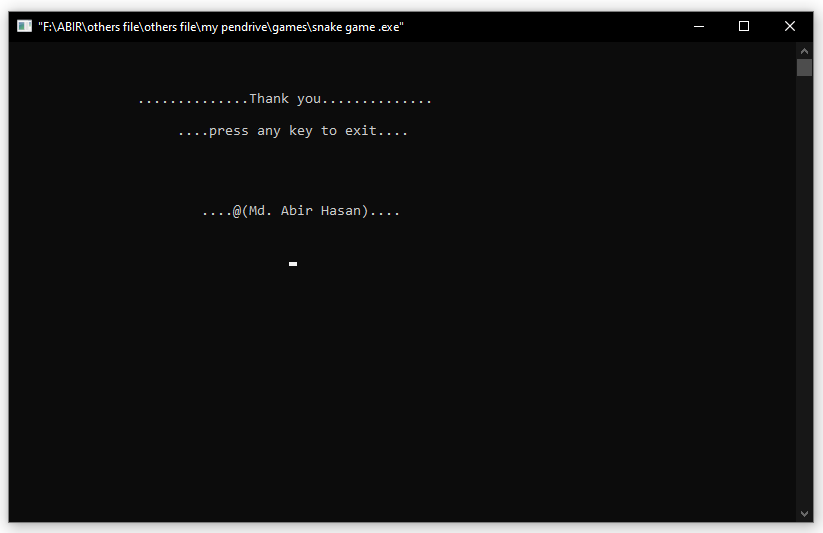 "F:\ABIR\others file\others file\my pendrive\games\snake game .exe"
..............Thank you..............
....press any key to exit....
....@(Md. Abir Hasan)....